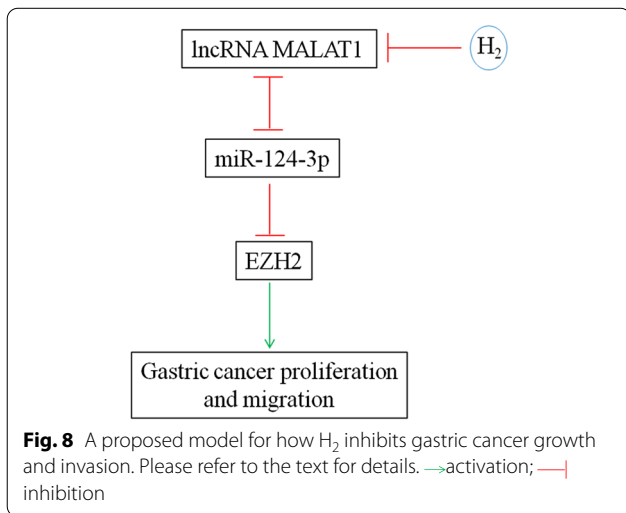 lncRNA MALAT1
H₂
miR-124-3p
EZH2
Gastric cancer proliferation
and migration
Fig. 8 A proposed model for how H₂ inhibits gastric cancer growth
and invasion. Please refer to the text for details. →activation; —|
inhibition